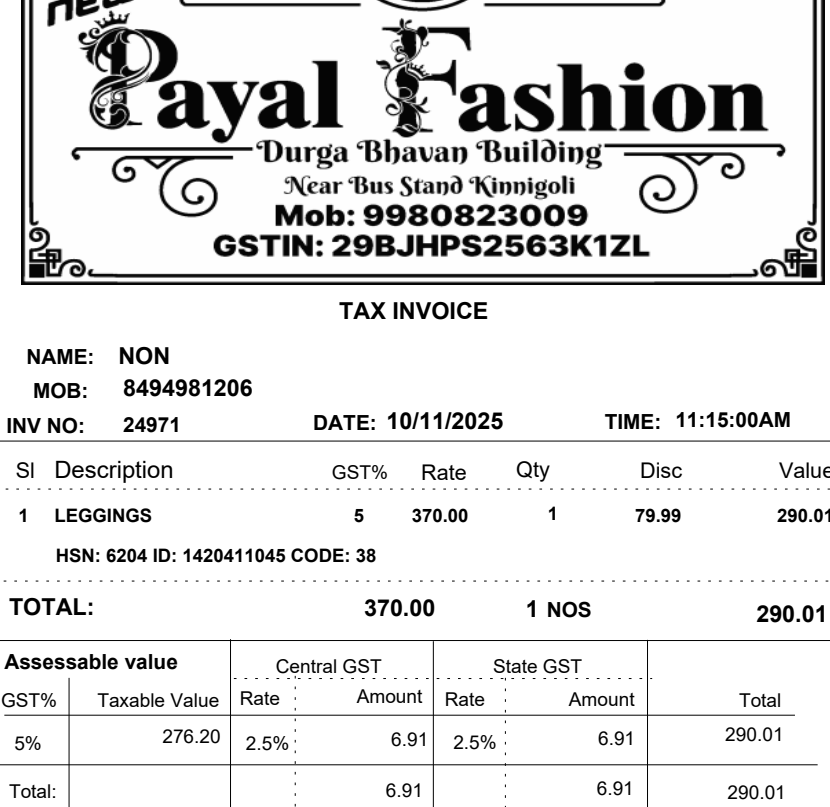 new
Payal Fashion
Durga Bhavan Building
Near Bus Stand Kinnigoli
Mob: 9980823009
GSTIN: 29BJHPS2563K1ZL
TAX INVOICE
NAME: NON
MOB: 8494981206
INV NO: 24971 DATE: 10/11/2025 TIME: 11:15:00AM
Sl Description GST% Rate Qty Disc Value
1 LEGGINGS 5 370.00 1 79.99 290.01
HSN: 6204 ID: 1420411045 CODE: 38
TOTAL: 370.00 1 NOS 290.01
Assessable value Central GST State GST
GST% Taxable Value Rate Amount Rate Amount Total
5% 276.20 2.5% 6.91 2.5% 6.91 290.01
Total: 6.91 6.91 290.01